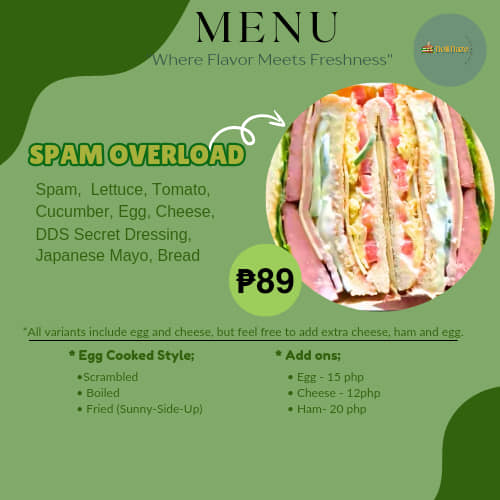 MENU
Where Flavor Meets Freshness"
SPAM OVERLOAD
Spam, Lettuce, Tomato,
Cucumber, Egg, Cheese,
DDS Secret Dressing,
Japanese Mayo, Bread
₱89
*All variants include egg and cheese, but feel free to add extra cheese, ham and egg.
* Egg Cooked Style;
•Scrambled
• Boiled
• Fried (Sunny-Side-Up)
* Add ons;
• Egg - 15 php
• Cheese - 12php
• Ham- 20 php